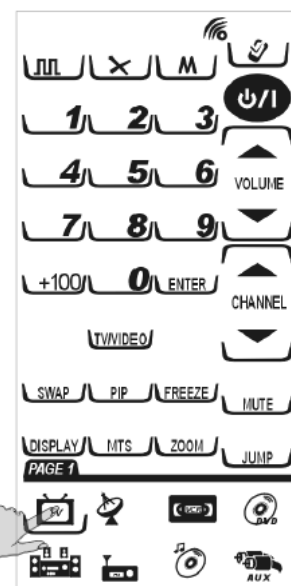 M
⏻/I
1 2 3
4 5 6
VOLUME
7 8 9
+100 0 ENTER
CHANNEL
TV/VIDEO
SWAP PIP FREEZE MUTE
DISPLAY MTS ZOOM JUMP
PAGE 1
VCR DVD
AUX